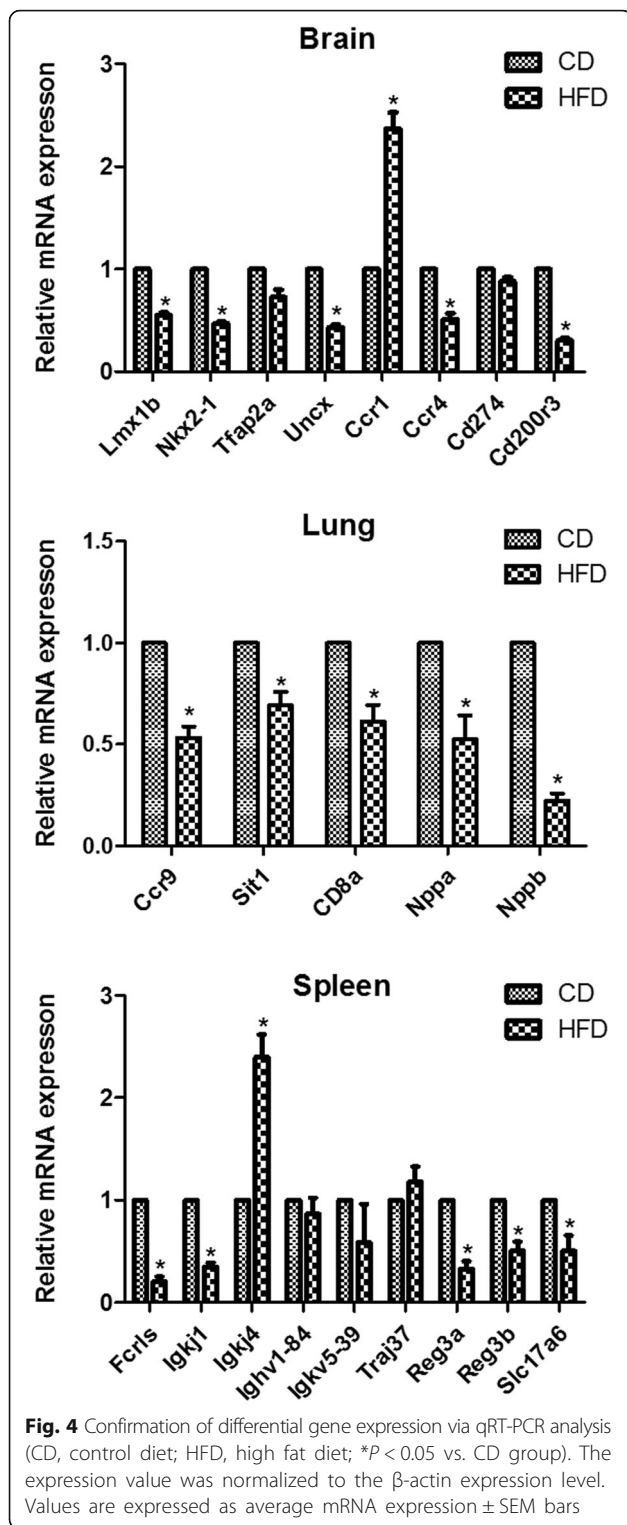 Brain
CD
HFD
Relative mRNA expresson
3
2
1
0
*
*
*
*
*
*
Lmx1b
Nkx2-1
Tfap2a
Uncx
Ccr1
Ccr4
Cd274
Cd200r3
Lung
CD
HFD
Relative mRNA expresson
1.5
1.0
0.5
0.0
*
*
*
*
*
Ccr9
Sit1
CD8a
Nppa
Nppb
Spleen
CD
HFD
Relative mRNA expresson
3
2
1
0
*
*
*
*
*
*
Fcrls
Igkj1
Igkj4
Ighv1-84
Igkv5-39
Traj37
Reg3a
Reg3b
Slc17a6
Fig. 4 Confirmation of differential gene expression via qRT-PCR analysis
(CD, control diet; HFD, high fat diet; *P < 0.05 vs. CD group). The
expression value was normalized to the β-actin expression level.
Values are expressed as average mRNA expression ± SEM bars